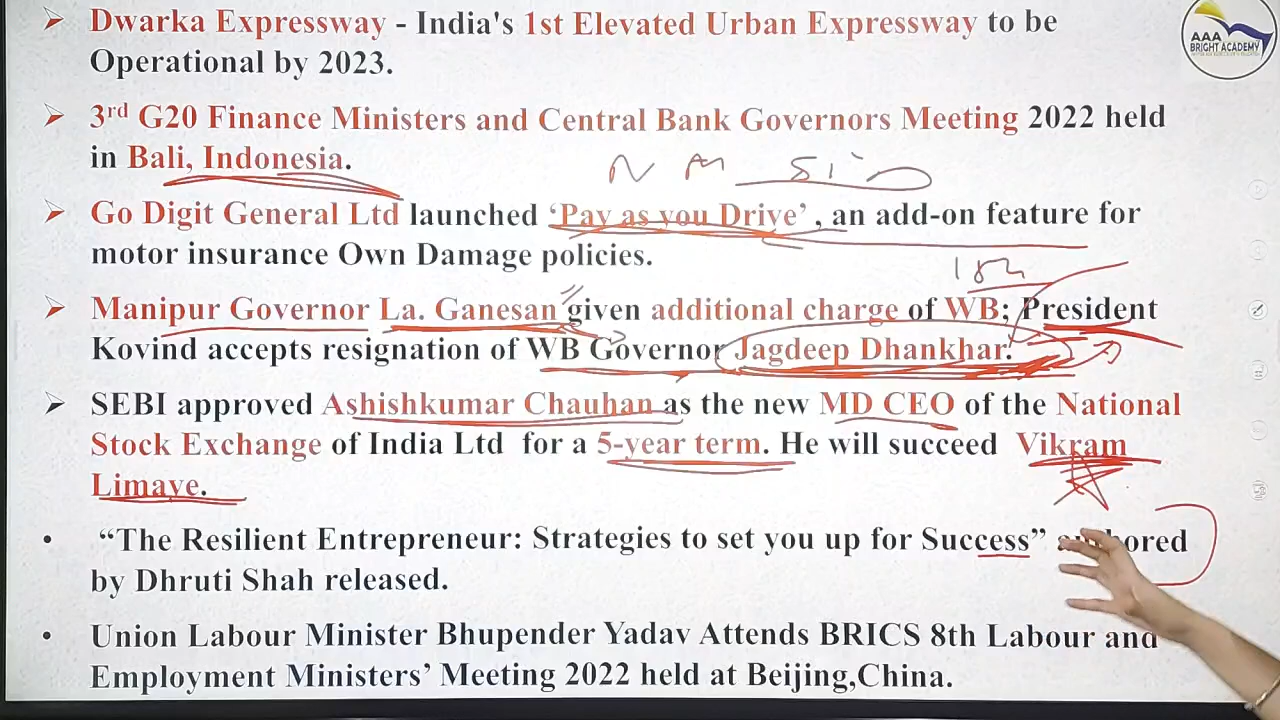 Dwarka Expressway - India's 1st Elevated Urban Expressway to be
Operational by 2023.
AAA
BRIGHT ACADEMY
3rd G20 Finance Ministers and Central Bank Governors Meeting 2022 held
in Bali, Indonesia.
Go Digit General Ltd launched ‘Pay as you Drive’ , an add-on feature for
motor insurance Own Damage policies.
Manipur Governor La. Ganesan given additional charge of WB; President
Kovind accepts resignation of WB Governor Jagdeep Dhankhar.
SEBI approved Ashishkumar Chauhan as the new MD CEO of the National
Stock Exchange of India Ltd for a 5-year term. He will succeed Vikram
Limaye.
“The Resilient Entrepreneur: Strategies to set you up for Success” authored
by Dhruti Shah released.
Union Labour Minister Bhupender Yadav Attends BRICS 8th Labour and
Employment Ministers’ Meeting 2022 held at Beijing,China.